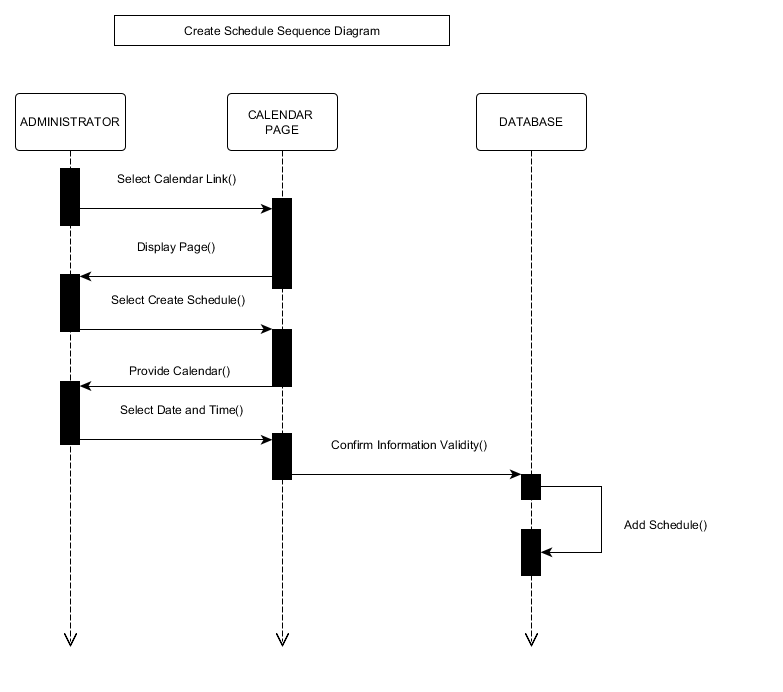 Create Schedule Sequence Diagram
ADMINISTRATOR
CALENDAR
PAGE
DATABASE
Select Calendar Link()
Display Page()
Select Create Schedule()
Provide Calendar()
Select Date and Time()
Confirm Information Validity()
Add Schedule()